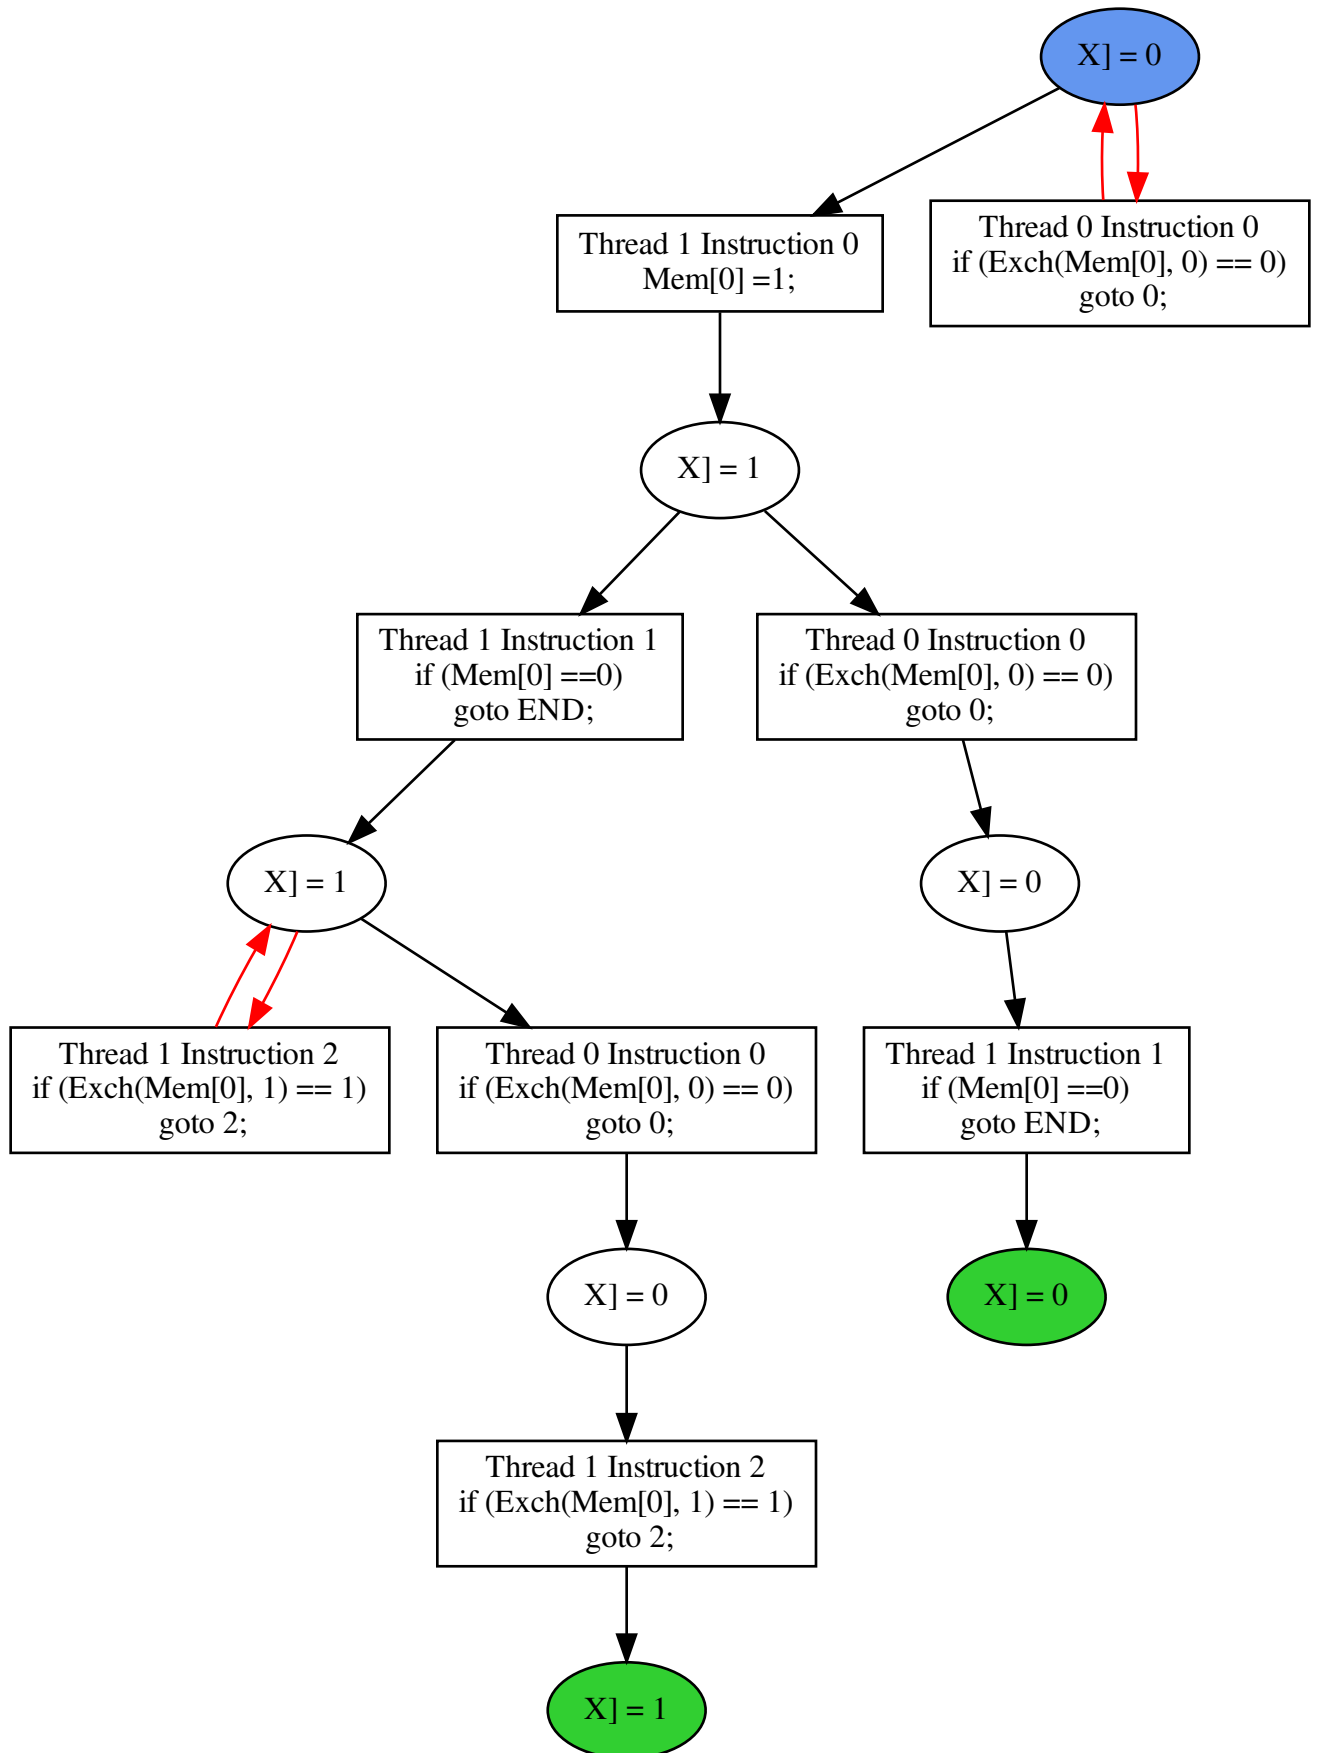 X] = 0
Thread 1 Instruction 0
Mem[0] =1;
Thread 0 Instruction 0
if (Exch(Mem[0], 0) == 0)
goto 0;
X] = 1
Thread 1 Instruction 1
if (Mem[0] ==0)
goto END;
Thread 0 Instruction 0
if (Exch(Mem[0], 0) == 0)
goto 0;
X] = 1
X] = 0
Thread 1 Instruction 2
if (Exch(Mem[0], 1) == 1)
goto 2;
Thread 0 Instruction 0
if (Exch(Mem[0], 0) == 0)
goto 0;
Thread 1 Instruction 1
if (Mem[0] ==0)
goto END;
X] = 0
X] = 0
Thread 1 Instruction 2
if (Exch(Mem[0], 1) == 1)
goto 2;
X] = 1